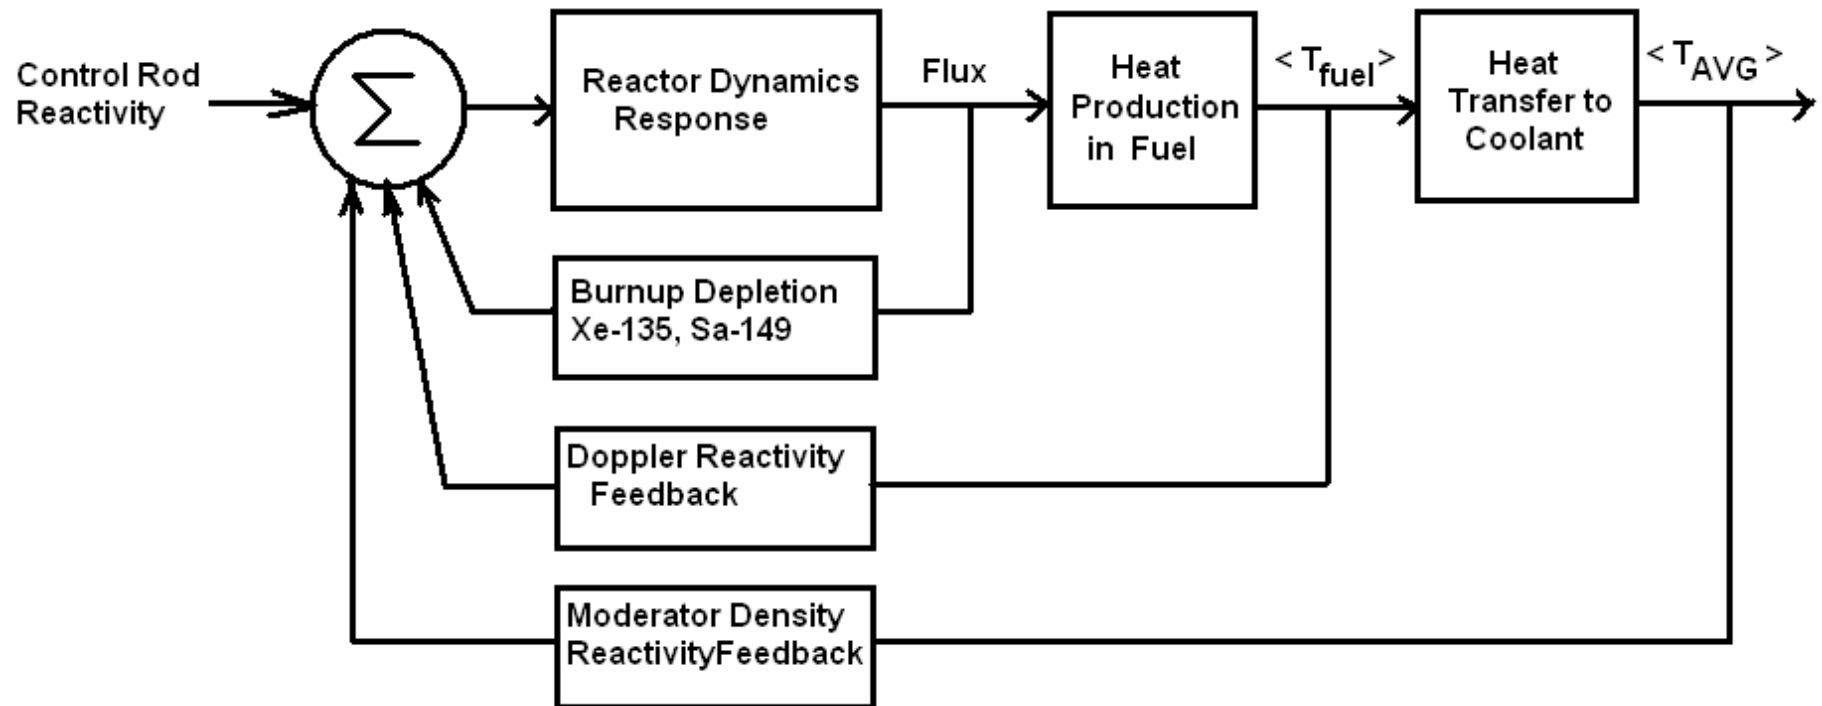 Control Rod
Reactivity
Σ
Reactor Dynamics
Response
Flux
Heat
Production
in Fuel
< Tfuel >
Heat
Transfer to
Coolant
< TAVG >
Burnup Depletion
Xe-135, Sa-149
Doppler Reactivity
Feedback
Moderator Density
ReactivityFeedback